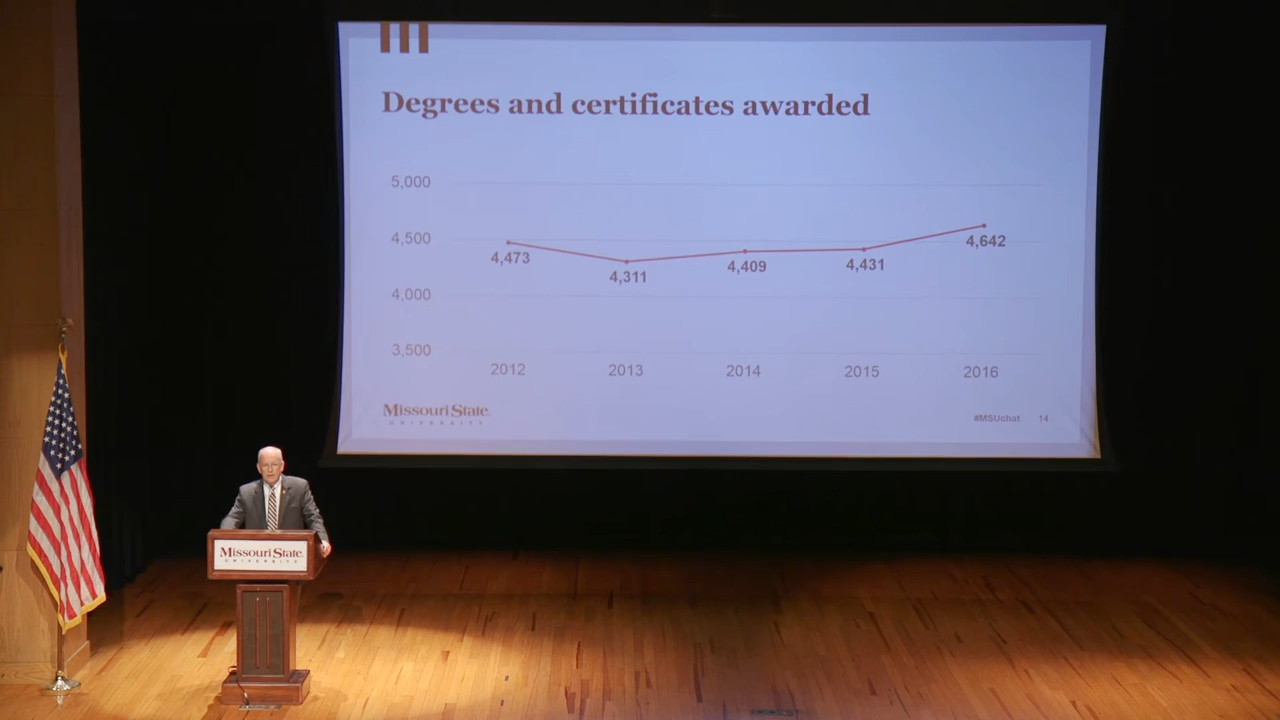 Degrees and certificates awarded
5,000
4,500
4,000
3,500
4,473
4,311
4,409
4,431
4,642
2012 2013 2014 2015 2016
Missouri State
UNIVERSITY
#MSUchat 14
Missouri State
UNIVERSITY